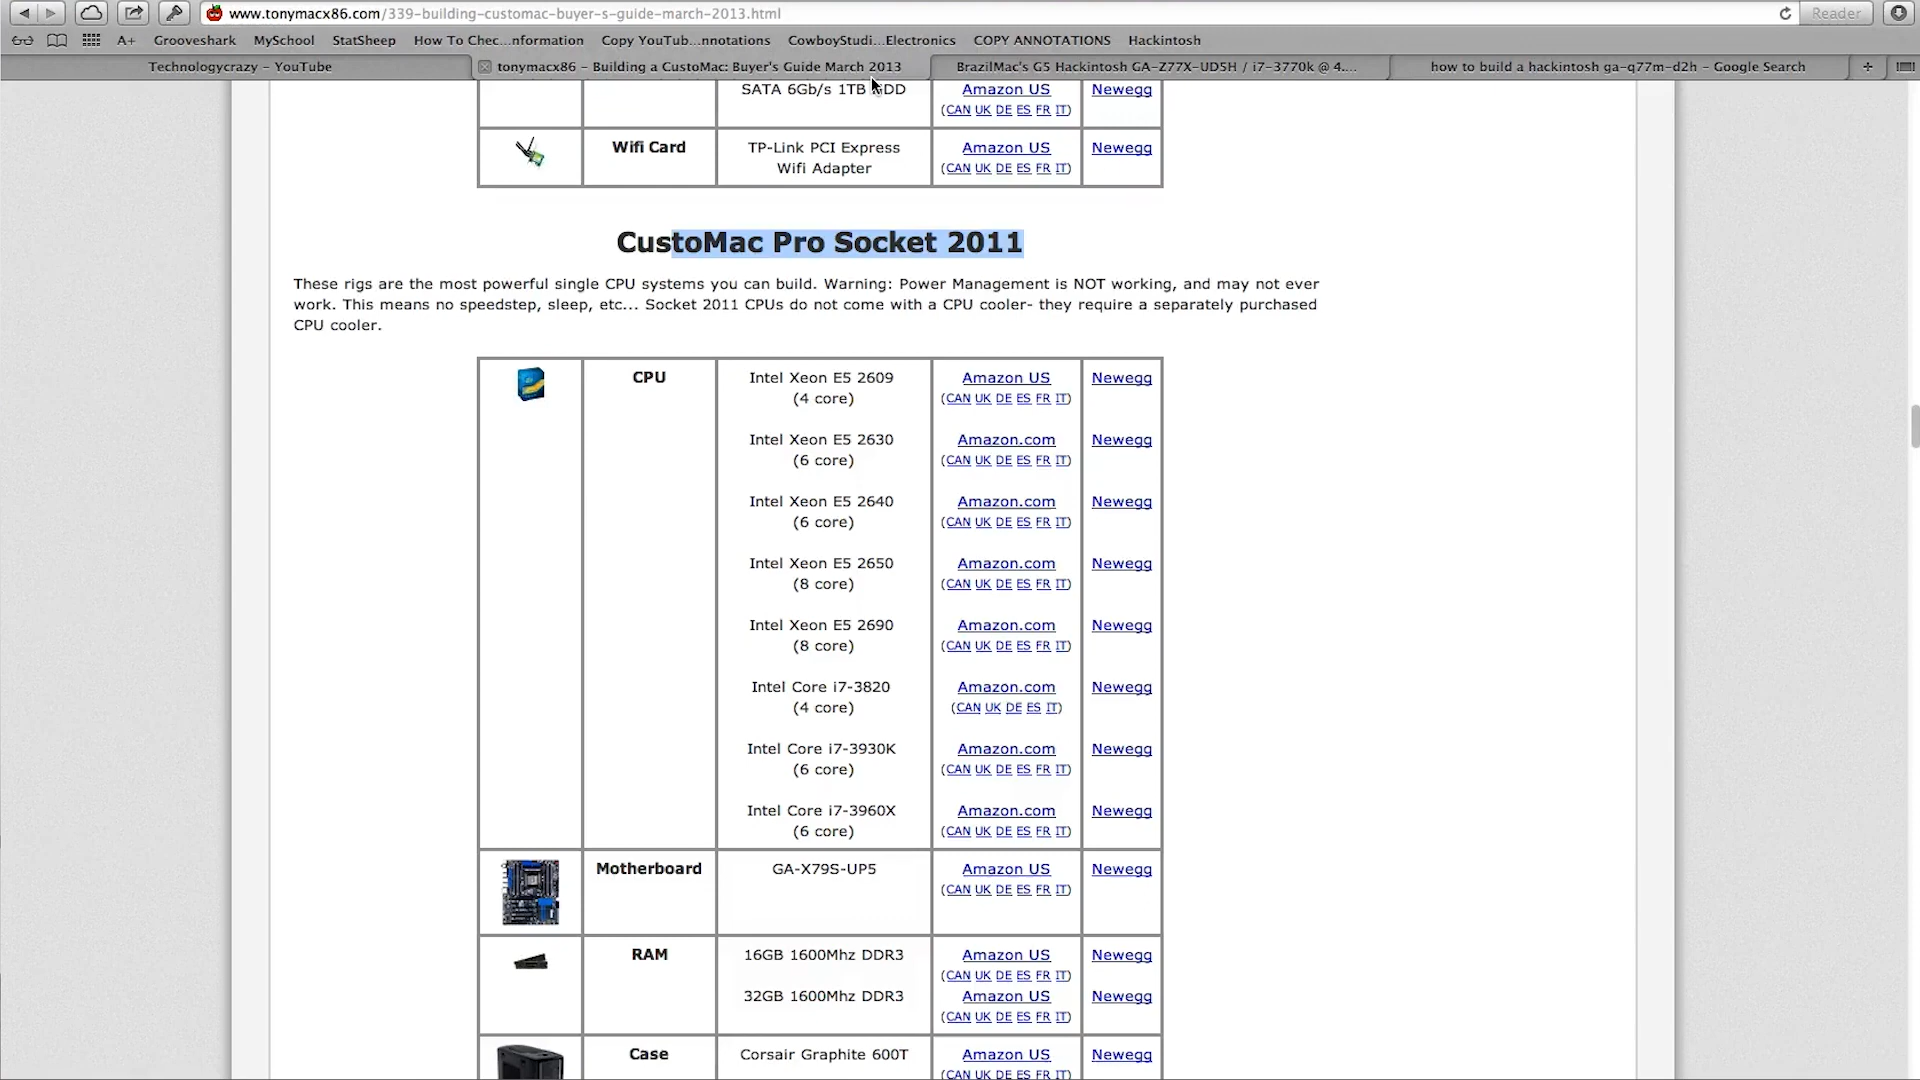 www.tonymacx86.com/339-building-customac-buyer-s-guide-march-2013.html
Reader
A+ Grooveshark MySchool StatSheep How To Chec...nformation Copy YouTub...nnotations CowboyStudi...Electronics COPY ANNOTATIONS Hackintosh
Technologycrazy – YouTube
tonymacx86 – Building a CustoMac: Buyer's Guide March 2013
BrazilMac's G5 Hackintosh GA-Z77X-UD5H / i7-3770k @ 4....
how to build a hackintosh ga-q77m-d2h – Google Search
SATA 6Gb/s 1TB Amazon US Newegg
(CAN UK DE ES FR IT)
Wifi Card TP-Link PCI Express Amazon US Newegg
Wifi Adapter (CAN UK DE ES FR IT)
CustoMac Pro Socket 2011
These rigs are the most powerful single CPU systems you can build. Warning: Power Management is NOT working, and may not ever
work. This means no speedstep, sleep, etc... Socket 2011 CPUs do not come with a CPU cooler- they require a separately purchased
CPU cooler.
CPU Intel Xeon E5 2609 Amazon US Newegg
(4 core) (CAN UK DE ES FR IT)
Intel Xeon E5 2630 Amazon.com Newegg
(6 core) (CAN UK DE ES FR IT)
Intel Xeon E5 2640 Amazon.com Newegg
(6 core) (CAN UK DE ES FR IT)
Intel Xeon E5 2650 Amazon.com Newegg
(8 core) (CAN UK DE ES FR IT)
Intel Xeon E5 2690 Amazon.com Newegg
(8 core) (CAN UK DE ES FR IT)
Intel Core i7-3820 Amazon.com Newegg
(4 core) (CAN UK DE ES IT)
Intel Core i7-3930K Amazon.com Newegg
(6 core) (CAN UK DE ES FR IT)
Intel Core i7-3960X Amazon.com Newegg
(6 core) (CAN UK DE ES FR IT)
Motherboard GA-X79S-UP5 Amazon US Newegg
(CAN UK DE ES FR IT)
RAM 16GB 1600Mhz DDR3 Amazon US Newegg
(CAN UK DE ES FR IT)
32GB 1600Mhz DDR3 Amazon US Newegg
(CAN UK DE ES FR IT)
Case Corsair Graphite 600T Amazon US Newegg
(CAN UK DE ES FR IT)